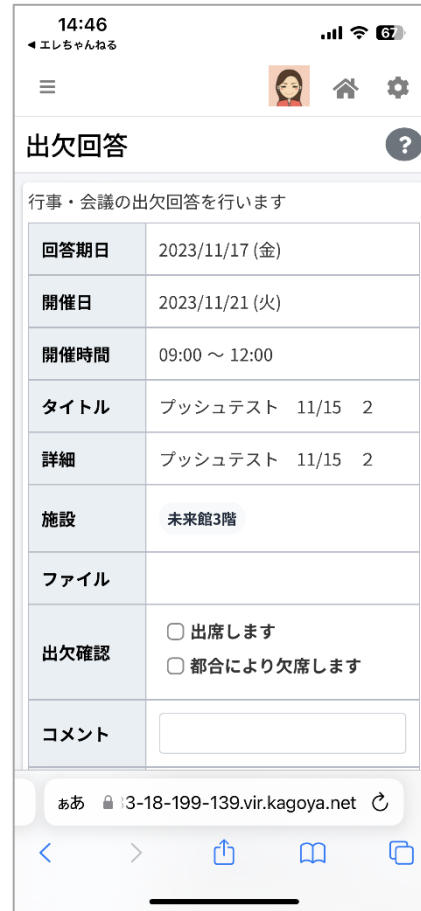 14:46
67
◀ エレちゃんねる
出欠回答
?
行事・会議の出欠回答を行います
回答期日 2023/11/17 (金)
開催日 2023/11/21 (火)
開催時間 09:00 ～ 12:00
タイトル プッシュテスト　11/15　２
詳細 プッシュテスト　11/15　２
施設 未来館3階
ファイル
出欠確認
出席します
都合により欠席します
コメント
ぁあ 3-18-199-139.vir.kagoya.net